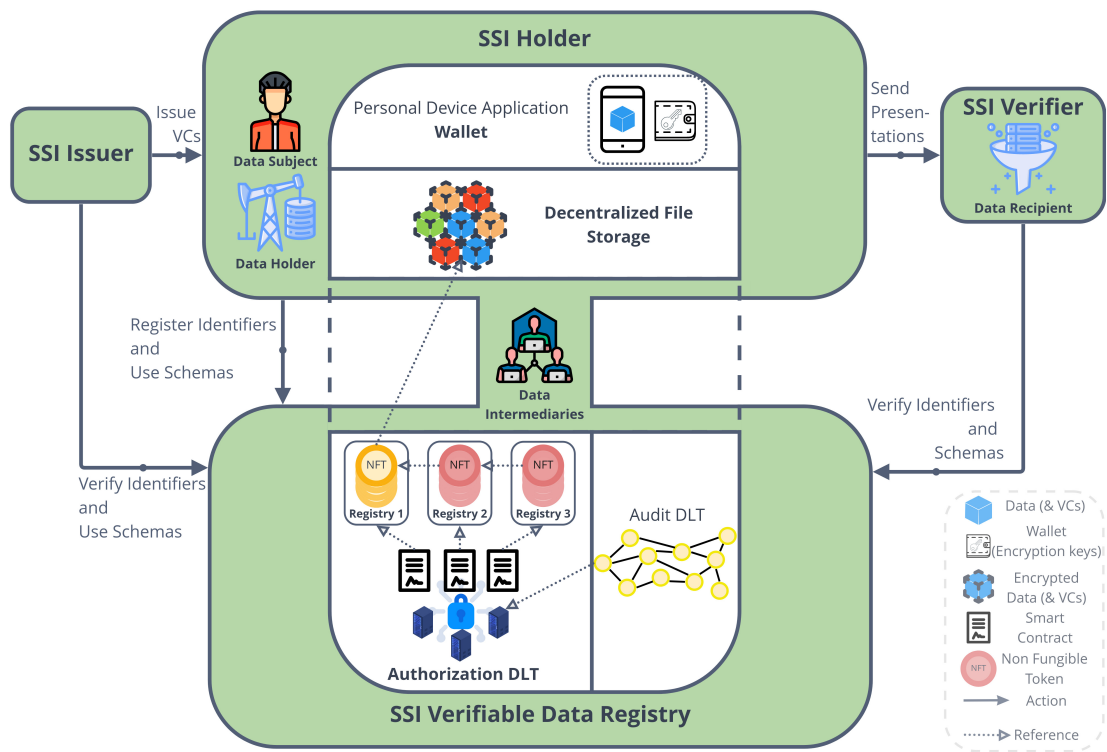 SSI Holder
Issue
VCs
SSI Issuer
Data Subject
Data Holder
Personal Device Application
Wallet
Decentralized File
Storage
Send
Presen-
tations
SSI Verifier
Data Recipient
Register Identifiers
and
Use Schemas
Data
Intermediaries
Verify Identifiers
and
Schemas
Verify Identifiers
and
Use Schemas
NFT
NFT
NFT
Registry 1
Registry 2
Registry 3
Audit DLT
Authorization DLT
SSI Verifiable Data Registry
Data (& VCs)
Wallet
(Encryption keys)
Encrypted
Data (& VCs)
Smart
Contract
NFT
Non Fungible
Token
Action
Reference